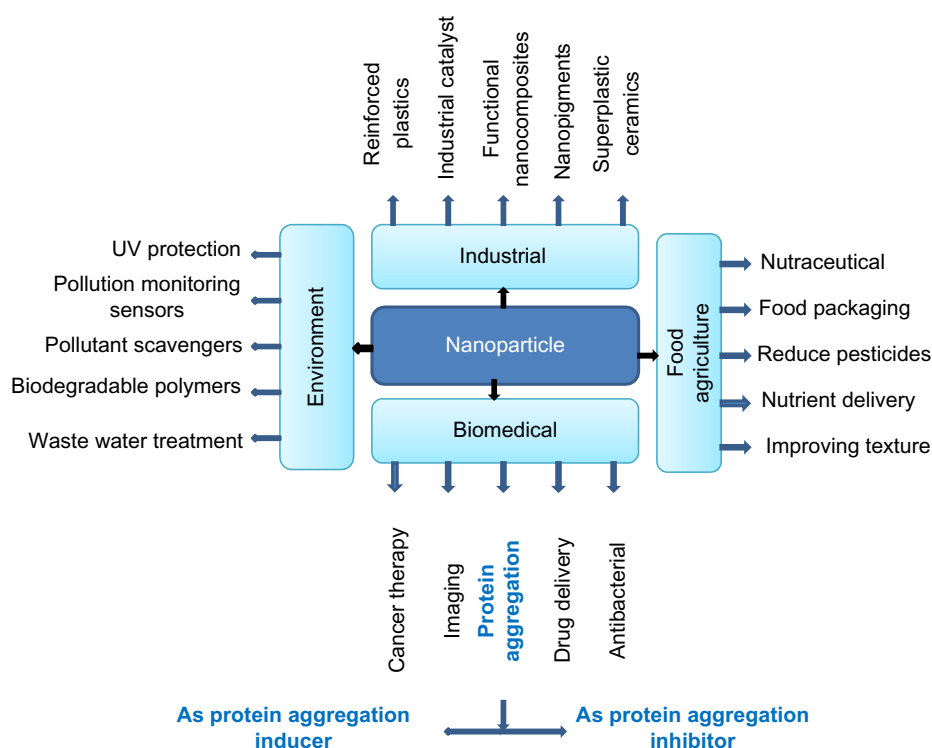 Reinforced
plastics
Industrial catalyst
Functional
nanocomposites
Nanopigments
Superplastic
ceramics
Industrial
UV protection
Pollution monitoring
sensors
Pollutant scavengers
Biodegradable polymers
Waste water treatment
Environment
Nanoparticle
Food
agriculture
Nutraceutical
Food packaging
Reduce pesticides
Nutrient delivery
Improving texture
Biomedical
Cancer therapy
Imaging
Protein
aggregation
Drug delivery
Antibacterial
As protein aggregation
inducer
As protein aggregation
inhibitor